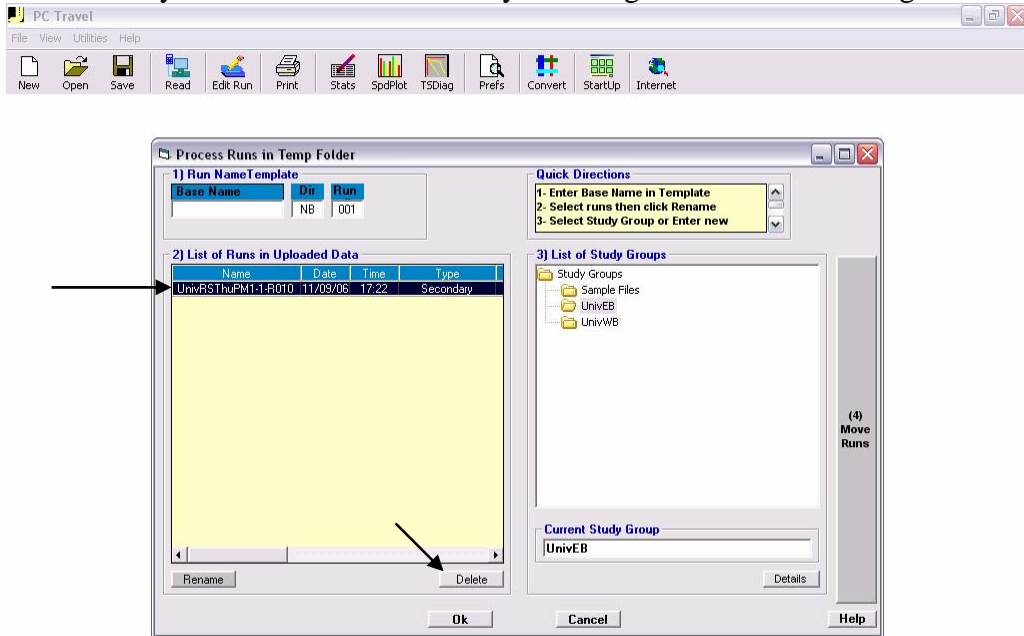 PC Travel
File View Utilities Help
New Open Save Read Edit Run Print Stats SpdPlot TSDiag Prefs Convert StartUp Internet
Process Runs in Temp Folder
1) Run NameTemplate
Base Name Dir Run
NB 001
Quick Directions
1- Enter Base Name in Template
2- Select runs then click Rename
3- Select Study Group or Enter new
2) List of Runs in Uploaded Data
Name Date Time Type
UnivRSThuPM1-1-R010 11/09/06 17:22 Secondary
3) List of Study Groups
Study Groups
Sample Files
UnivEB
UnivWB
(4)
Move
Runs
Current Study Group
UnivEB
Rename Delete Details
Ok Cancel Help